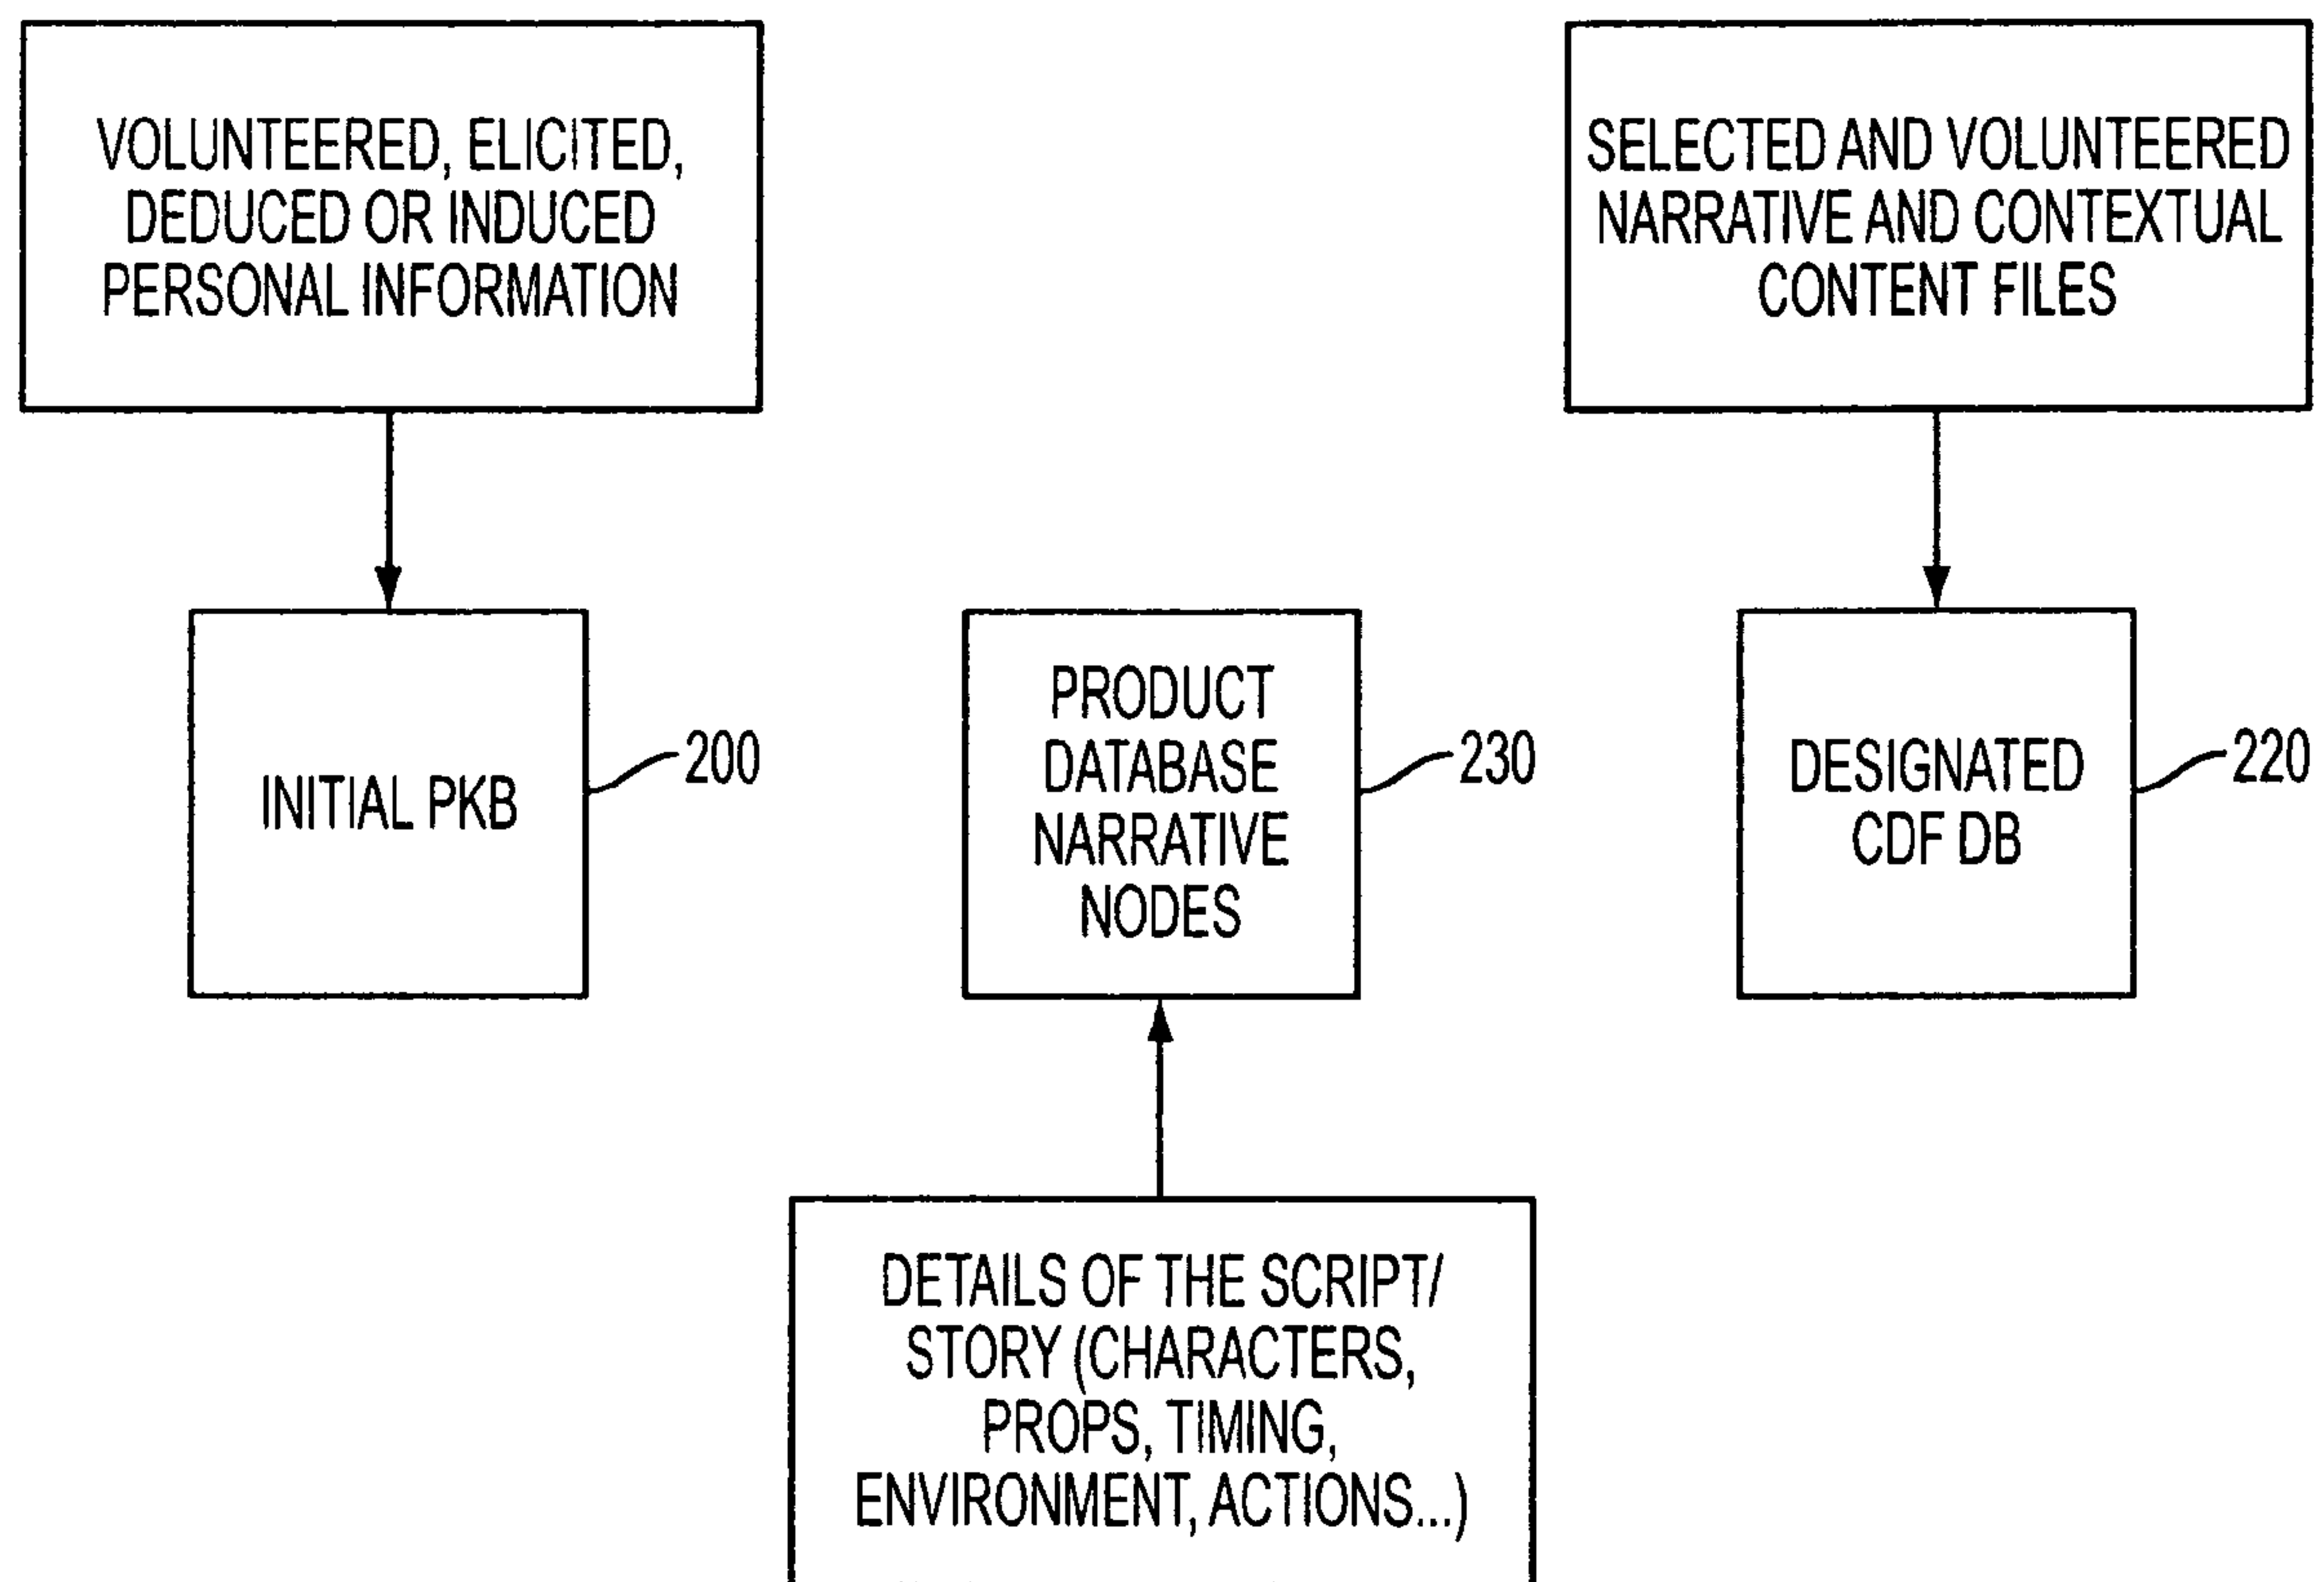 VOLUNTEERED, ELICITED,
DEDUCED OR INDUCED
PERSONAL INFORMATION
SELECTED AND VOLUNTEERED
NARRATIVE AND CONTEXTUAL
CONTENT FILES
INITIAL PKB
200
PRODUCT
DATABASE
NARRATIVE
NODES
230
DESIGNATED
CDF DB
220
DETAILS OF THE SCRIPT/
STORY (CHARACTERS,
PROPS, TIMING,
ENVIRONMENT, ACTIONS...)